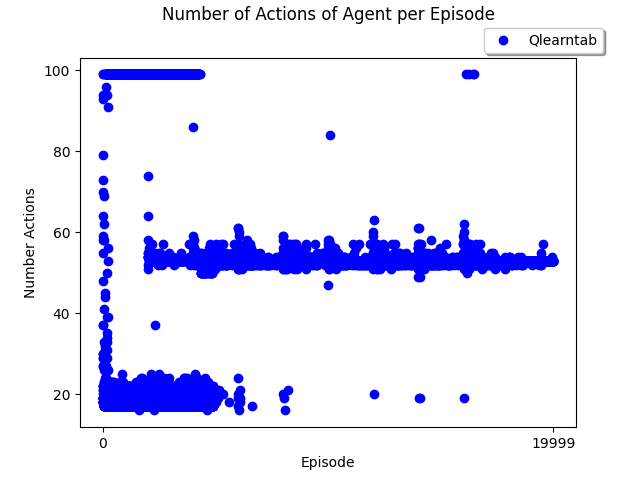 Number of Actions of Agent per Episode
Qlearntab
100
80
60
40
20
Number Actions
0
19999
Episode